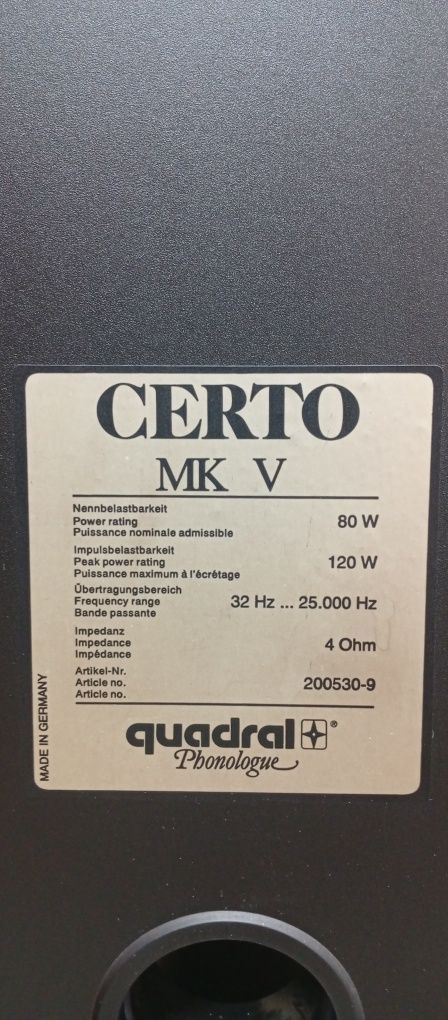 CERTO
MK V
Nennbelastbarkeit
Power rating 80 W
Puissance nominale admissible
Impulsbelastbarkeit
Peak power rating 120 W
Puissance maximum à l'écrétage
Übertragungsbereich
Frequency range 32 Hz ... 25.000 Hz
Bande passante
Impedanz
Impedance 4 Ohm
Impédance
Artikel-Nr.
Article no. 200530-9
Article no.
MADE IN GERMANY
quadral ®
Phonologue